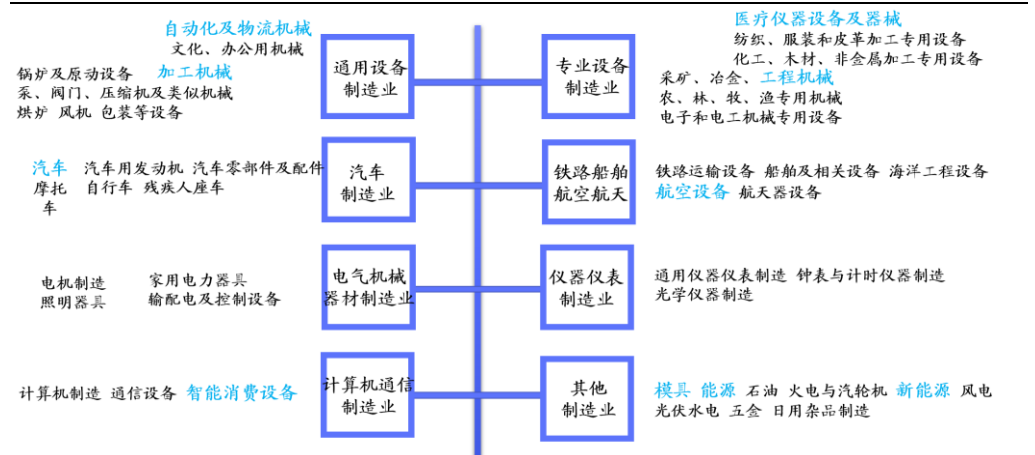 自动化及物流机械
文化、办公用机械
锅炉及原动设备 加工机械
泵、阀门、压缩机及类似机械
烘炉 风机 包装等设备
通用设备
制造业
医疗仪器设备及器械
纺织、服装和皮革加工专用设备
化工、木材、非金属加工专用设备
采矿、冶金、工程机械
农、林、牧、渔专用机械
电子和电工机械专用设备
专业设备
制造业
汽车 汽车用发动机 汽车零部件及配件
摩托 自行车 残疾人座车
车
汽车
制造业
铁路船舶
航空航天
铁路运输设备 船舶及相关设备 海洋工程设备
航空设备 航天器设备
电机制造 家用电力器具
照明器具 输配电及控制设备
电气机械
器材制造业
仪器仪表
制造业
通用仪器仪表制造 钟表与计时仪器制造
光学仪器制造
计算机制造 通信设备 智能消费设备
计算机通信
制造业
其他
制造业
模具 能源 石油 火电与汽轮机 新能源 风电
光伏水电 五金 日用杂品制造